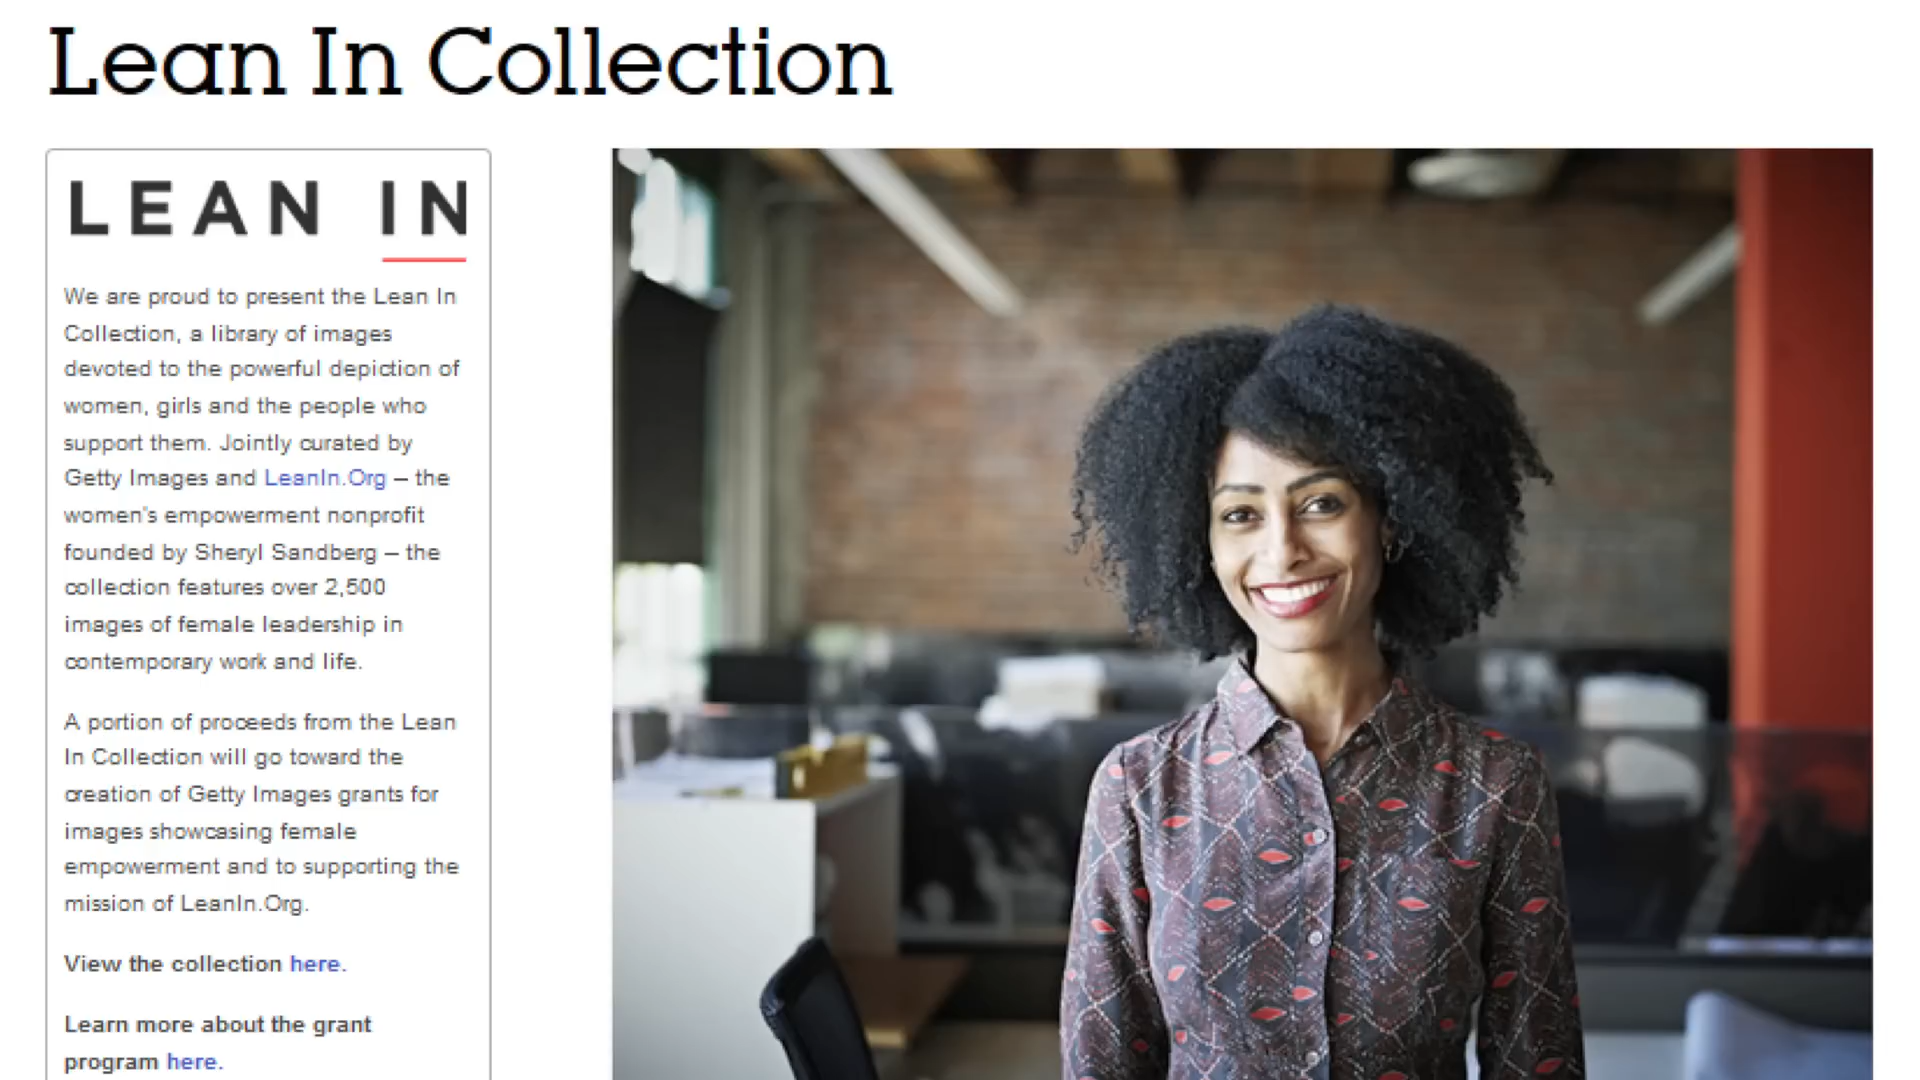 Lean In Collection
LEAN IN
We are proud to present the Lean In
Collection, a library of images
devoted to the powerful depiction of
women, girls and the people who
support them. Jointly curated by
Getty Images and LeanIn.Org – the
women's empowerment nonprofit
founded by Sheryl Sandberg – the
collection features over 2,500
images of female leadership in
contemporary work and life.
A portion of proceeds from the Lean
In Collection will go toward the
creation of Getty Images grants for
images showcasing female
empowerment and to supporting the
mission of LeanIn.Org.
View the collection here.
Learn more about the grant
program here.